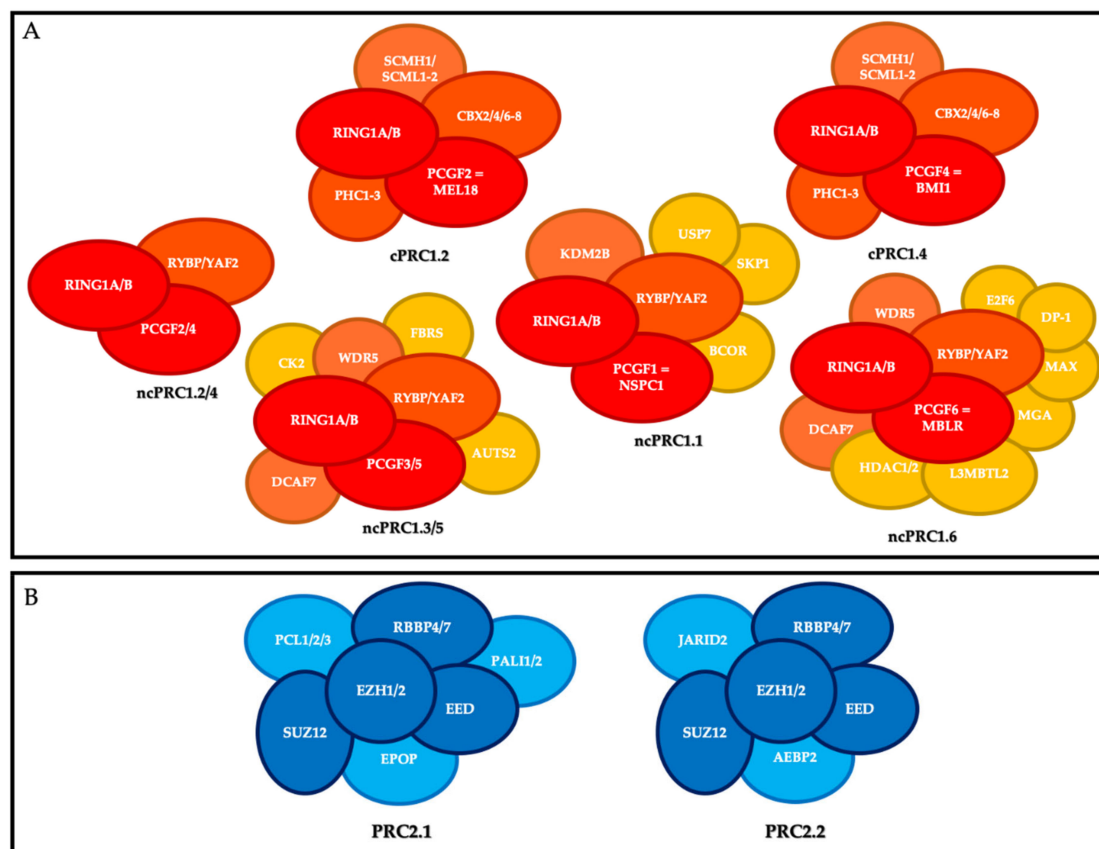 A
SCMH1/
SCML1-2
RING1A/B
CBX2/4/6-8
PCGF2 =
MEL18
PHC1-3
cPRC1.2
SCMH1/
SCML1-2
RING1A/B
CBX2/4/6-8
PCGF4 =
BMI1
PHC1-3
cPRC1.4
RYBP/YAF2
RING1A/B
PCGF2/4
ncPRC1.2/4
FBRS
WDR5
CK2
RYBP/YAF2
RING1A/B
AUTS2
PCGF3/5
DCAF7
ncPRC1.3/5
USP7
KDM2B
SKP1
RYBP/YAF2
RING1A/B
BCOR
PCGF1 =
NSPC1
ncPRC1.1
E2F6
WDR5
DP-1
RYBP/YAF2
RING1A/B
MAX
PCGF6 =
MBLR
MGA
DCAF7
HDAC1/2
L3MBTL2
ncPRC1.6
B
PCL1/2/3
RBBP4/7
PALI1/2
EZH1/2
EED
SUZ12
EPOP
PRC2.1
JARID2
RBBP4/7
EZH1/2
EED
SUZ12
AEBP2
PRC2.2